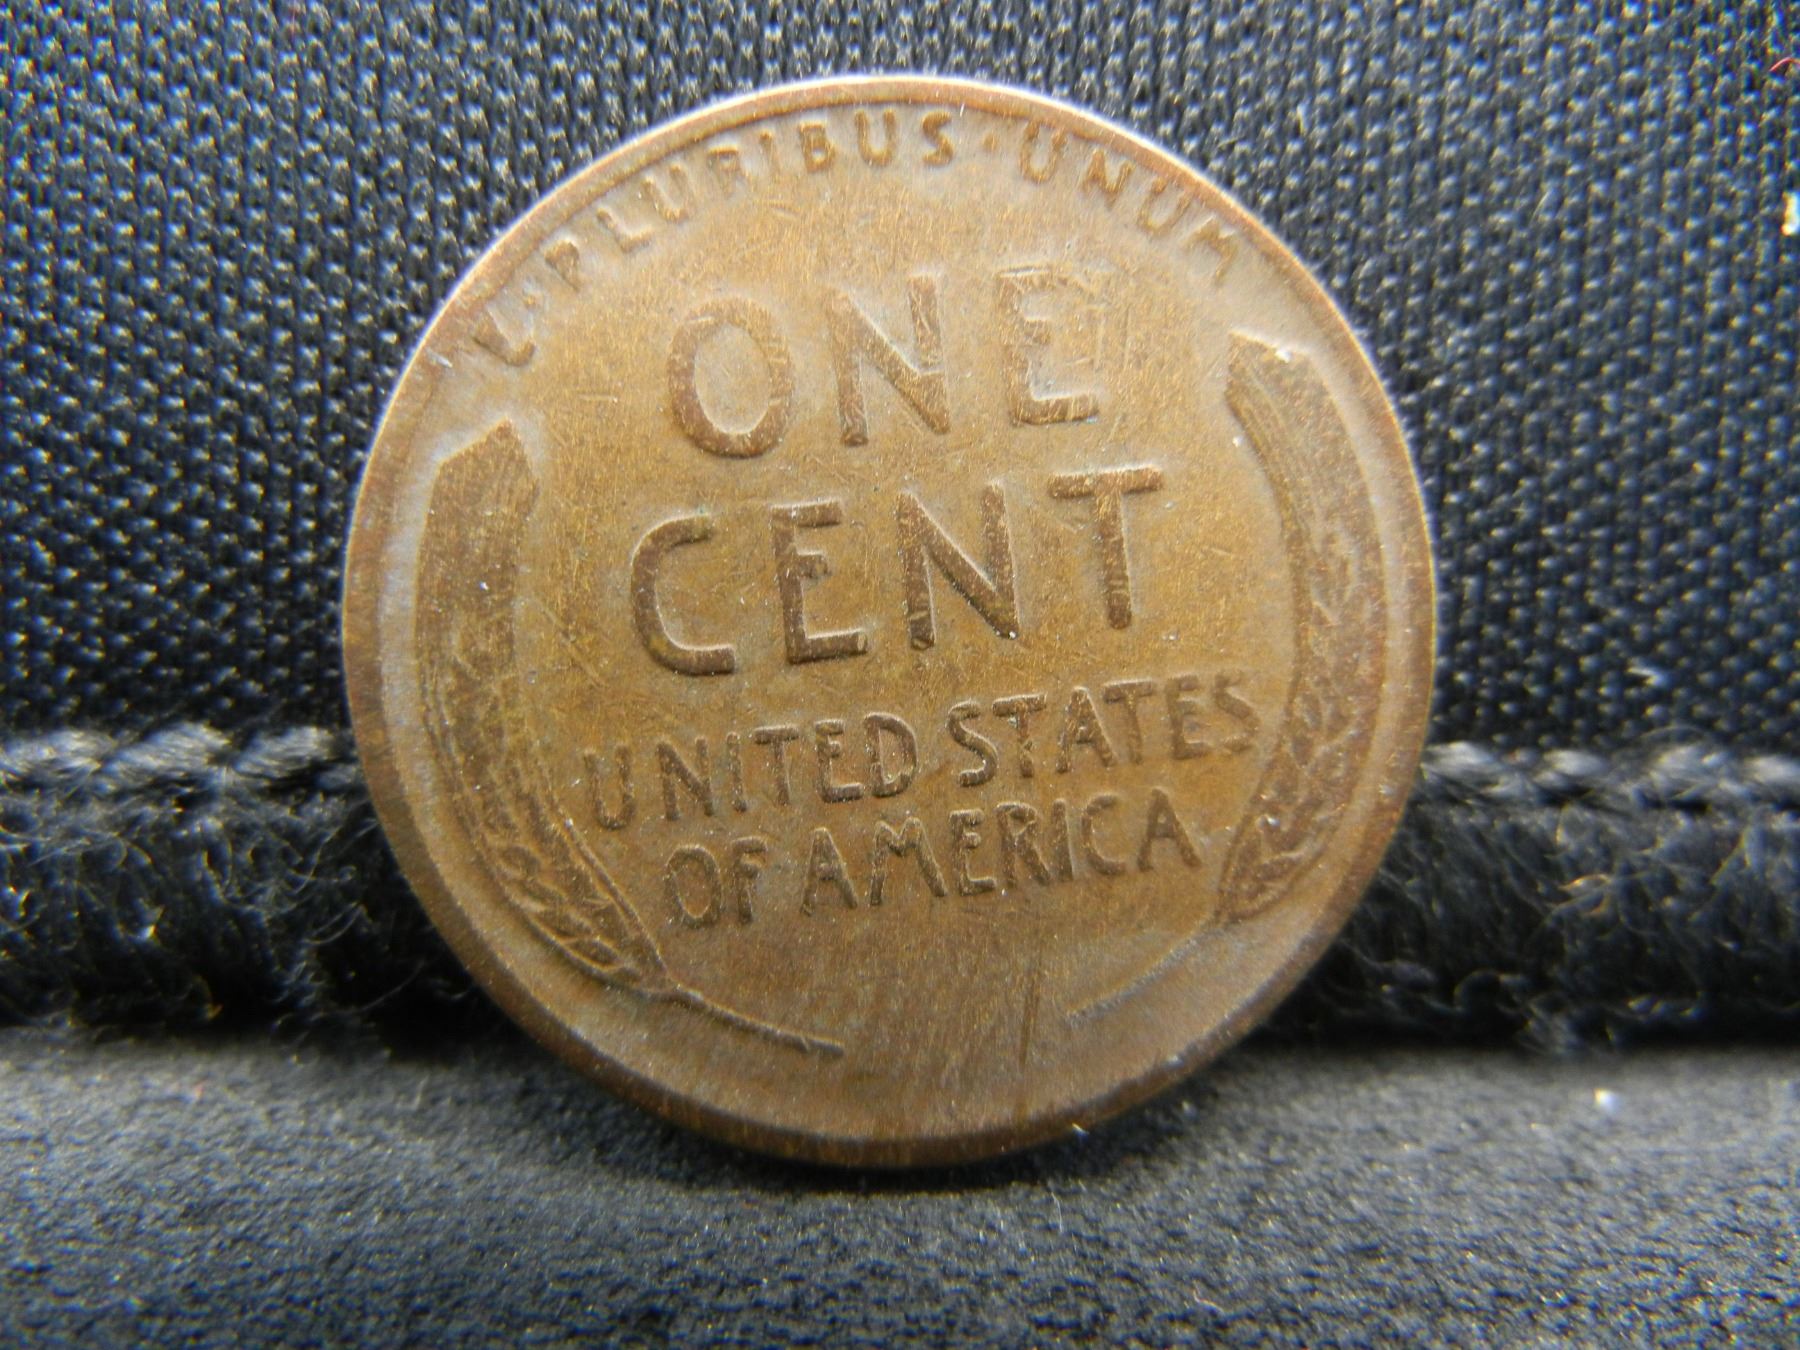 E·PLURIBUS·UNUM
ONE
CENT
UNITED STATES
OF AMERICA